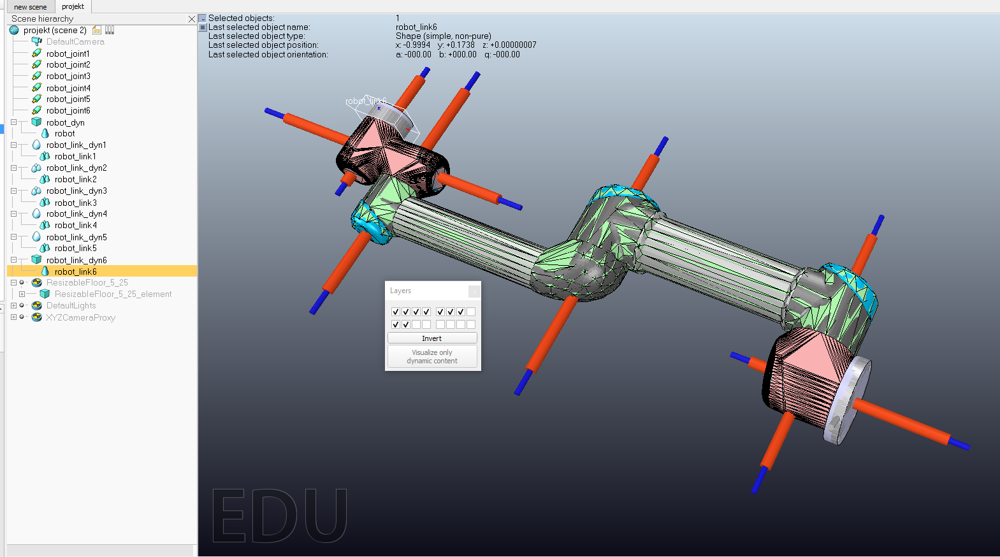 new scene
projekt
Scene hierarchy
projekt (scene 2)
DefaultCamera
robot_joint1
robot_joint2
robot_joint3
robot_joint4
robot_joint5
robot_joint6
robot_dyn
robot
robot_link_dyn1
robot_link1
robot_link_dyn2
robot_link2
robot_link_dyn3
robot_link3
robot_link_dyn4
robot_link4
robot_link_dyn5
robot_link5
robot_link_dyn6
robot_link6
ResizableFloor_5_25
ResizableFloor_5_25_element
DefaultLights
XYZCameraProxy
Selected objects: 1
Last selected object name: robot_link6
Last selected object type: Shape (simple, non-pure)
Last selected object position: x: -0.9994 y: +0.1738 z: +0.00000007
Last selected object orientation: a: -000.00 b: +000.00 q: -000.00
robot_link6
Layers
Invert
Visualize only
dynamic content
EDU